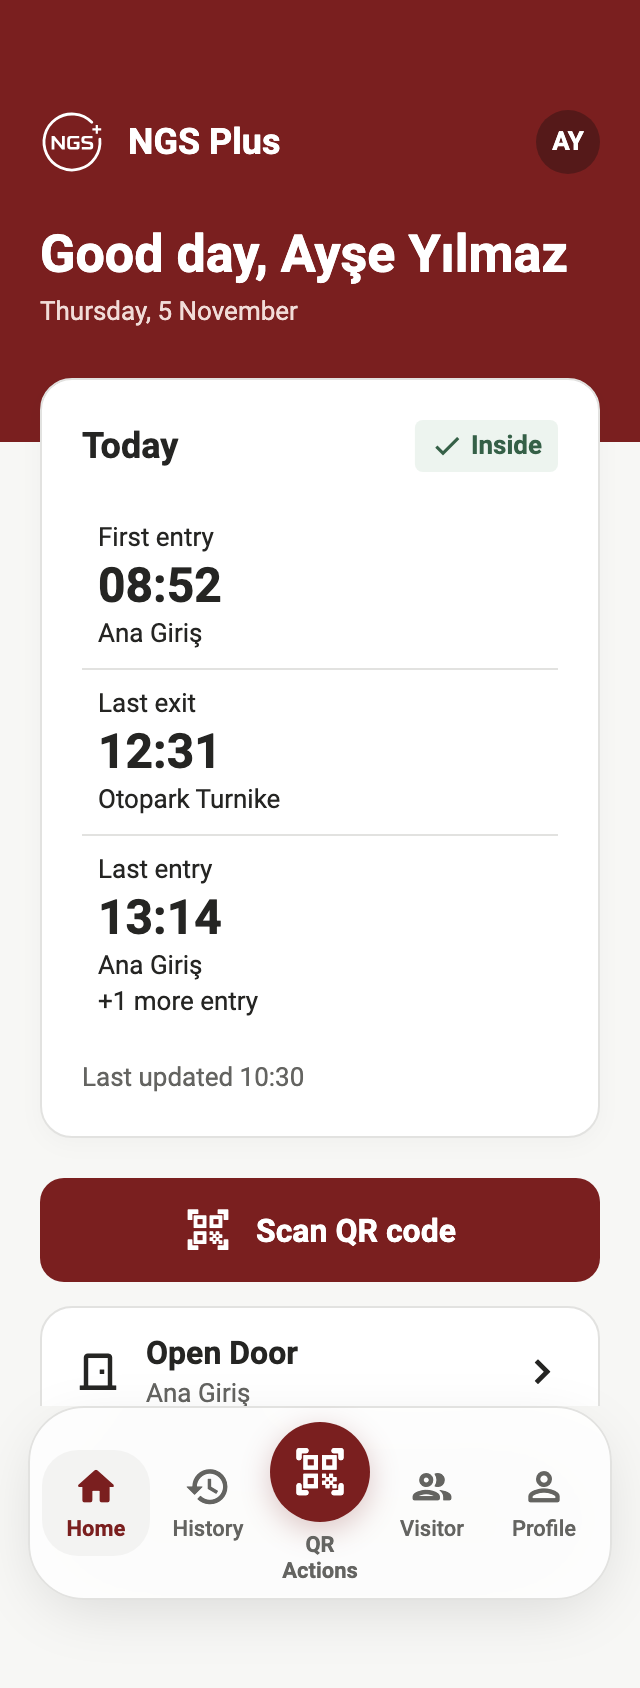 NGS+
NGS Plus
AY
Good day, Ayşe Yılmaz
Thursday, 5 November
Today
Inside
First entry
08:52
Ana Giriş
Last exit
12:31
Otopark Turnike
Last entry
13:14
Ana Giriş
+1 more entry
Last updated 10:30
Scan QR code
Open Door
Ana Giriş
Home
History
QR
Actions
Visitor
Profile